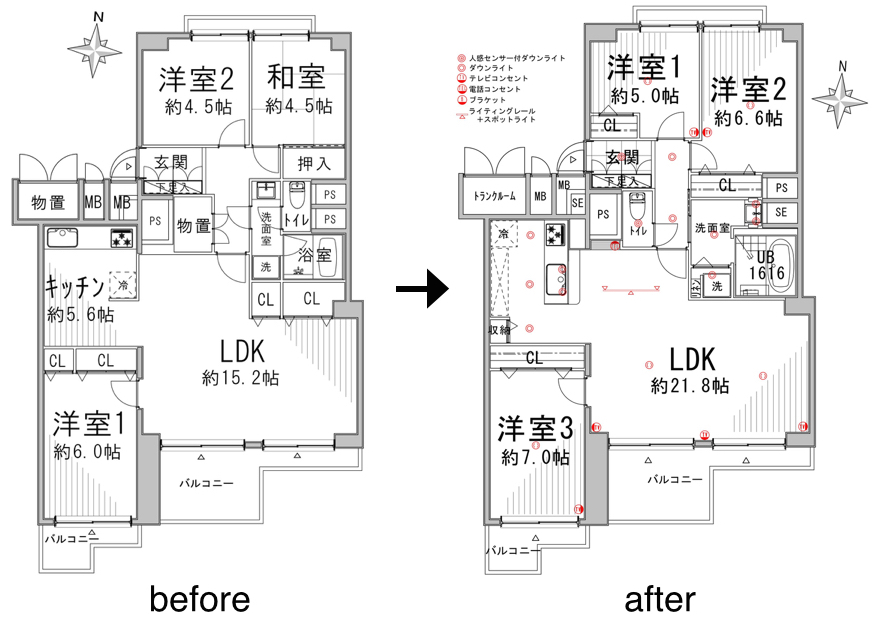 N
洋室2
約4.5帖
和室
約4.5帖
玄関
下足入
押入
物置
MB
MB
PS
物置
洗面室
トイレ
PS
PS
浴室
洗
キッチン
約5.6帖
冷
CL
CL
LDK
約15.2帖
CL
CL
洋室1
約6.0帖
バルコニー
バルコニー
before
人感センサー付ダウンライト
ダウンライト
テレビコンセント
電話コンセント
ブラケット
ライティングレール
+スポットライト
N
洋室1
約5.0帖
洋室2
約6.6帖
CL
玄関
下足入
CL
PS
SE
トランクルーム
MB
MB
SE
PS
トイレ
洗面室
UB
1616
リネン
洗
冷
収納
LDK
約21.8帖
CL
洋室3
約7.0帖
バルコニー
バルコニー
after